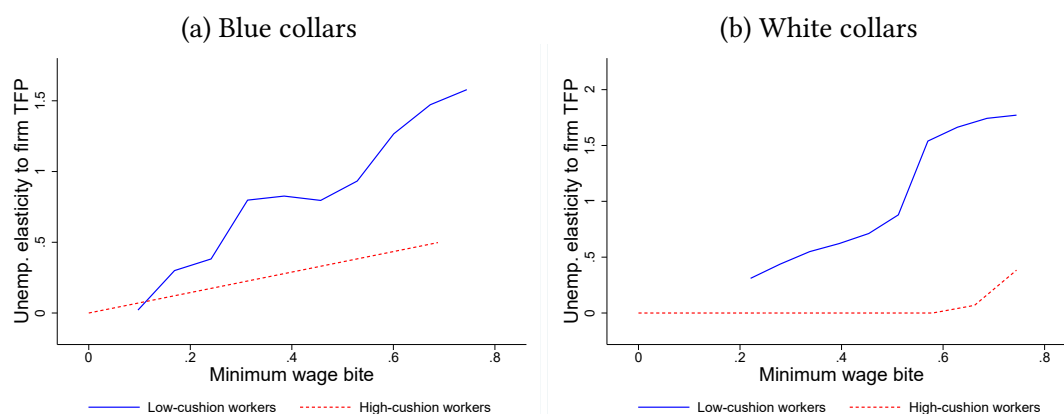 (a) Blue collars
Unemp. elasticity to firm TFP
1.5
1
.5
0
0 .2 .4 .6 .8
Minimum wage bite
Low-cushion workers High-cushion workers
(b) White collars
Unemp. elasticity to firm TFP
2
1.5
1
.5
0
0 .2 .4 .6 .8
Minimum wage bite
Low-cushion workers High-cushion workers